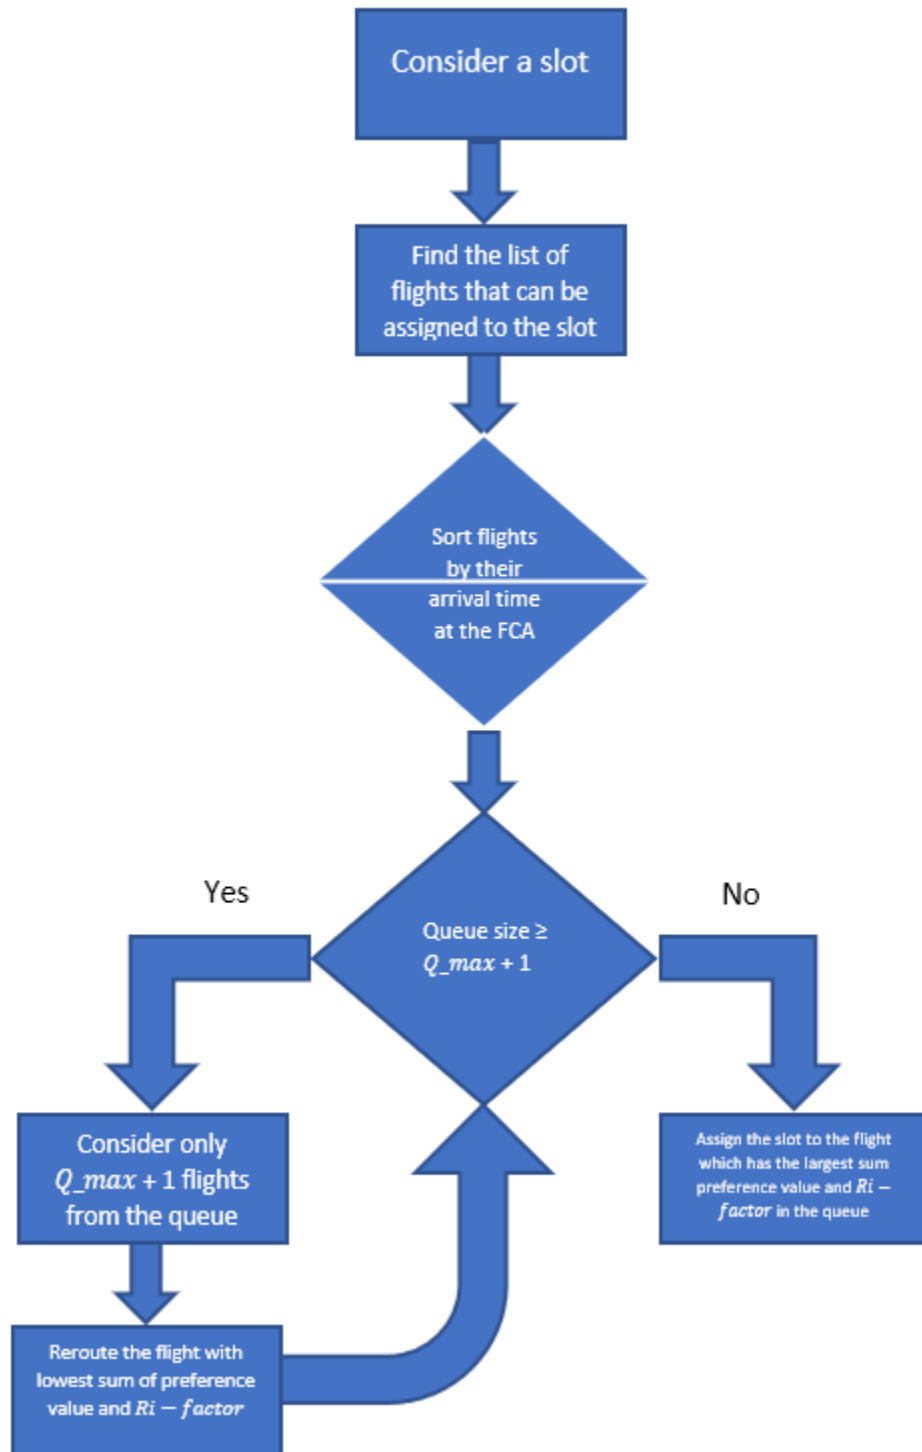 Consider a slot
Find the list of
flights that can be
assigned to the slot
Sort flights
by their
arrival time
at the FCA
Yes
No
Queue size ≥
Q_max + 1
Consider only
Q_max + 1 flights
from the queue
Assign the slot to the flight
which has the largest sum
preference value and Ri −
factor in the queue
Reroute the flight with
lowest sum of preference
value and Ri − factor